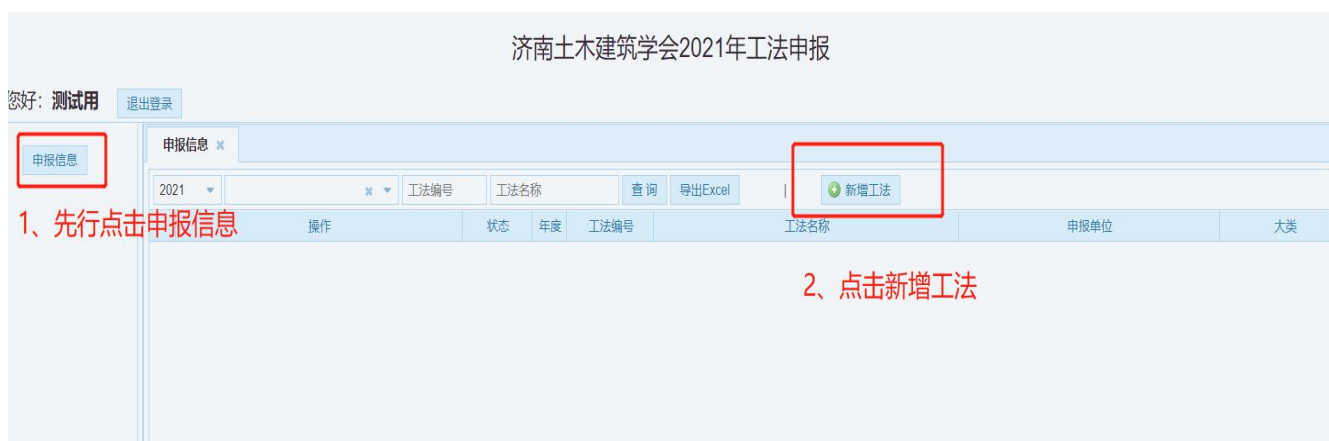 济南土木建筑学会2021年工法申报
您好：测试用 退出登录
申报信息
申报信息
2021 工法编号 工法名称 查询 导出Excel | 新增工法
1、先行点击申报信息
操作 状态 年度 工法编号 工法名称 申报单位 大类
2、点击新增工法